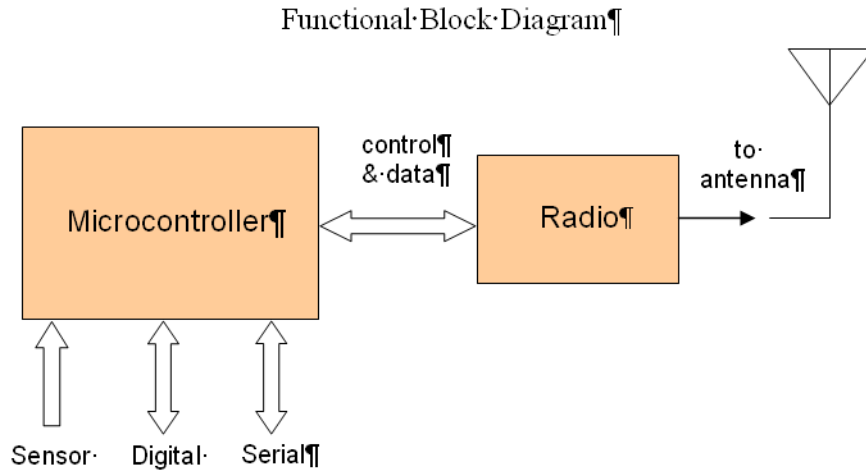 Functional·Block·Diagram¶
control¶
&·data¶
to·
antenna¶
Microcontroller¶
Radio¶
Sensor· Digital· Serial¶